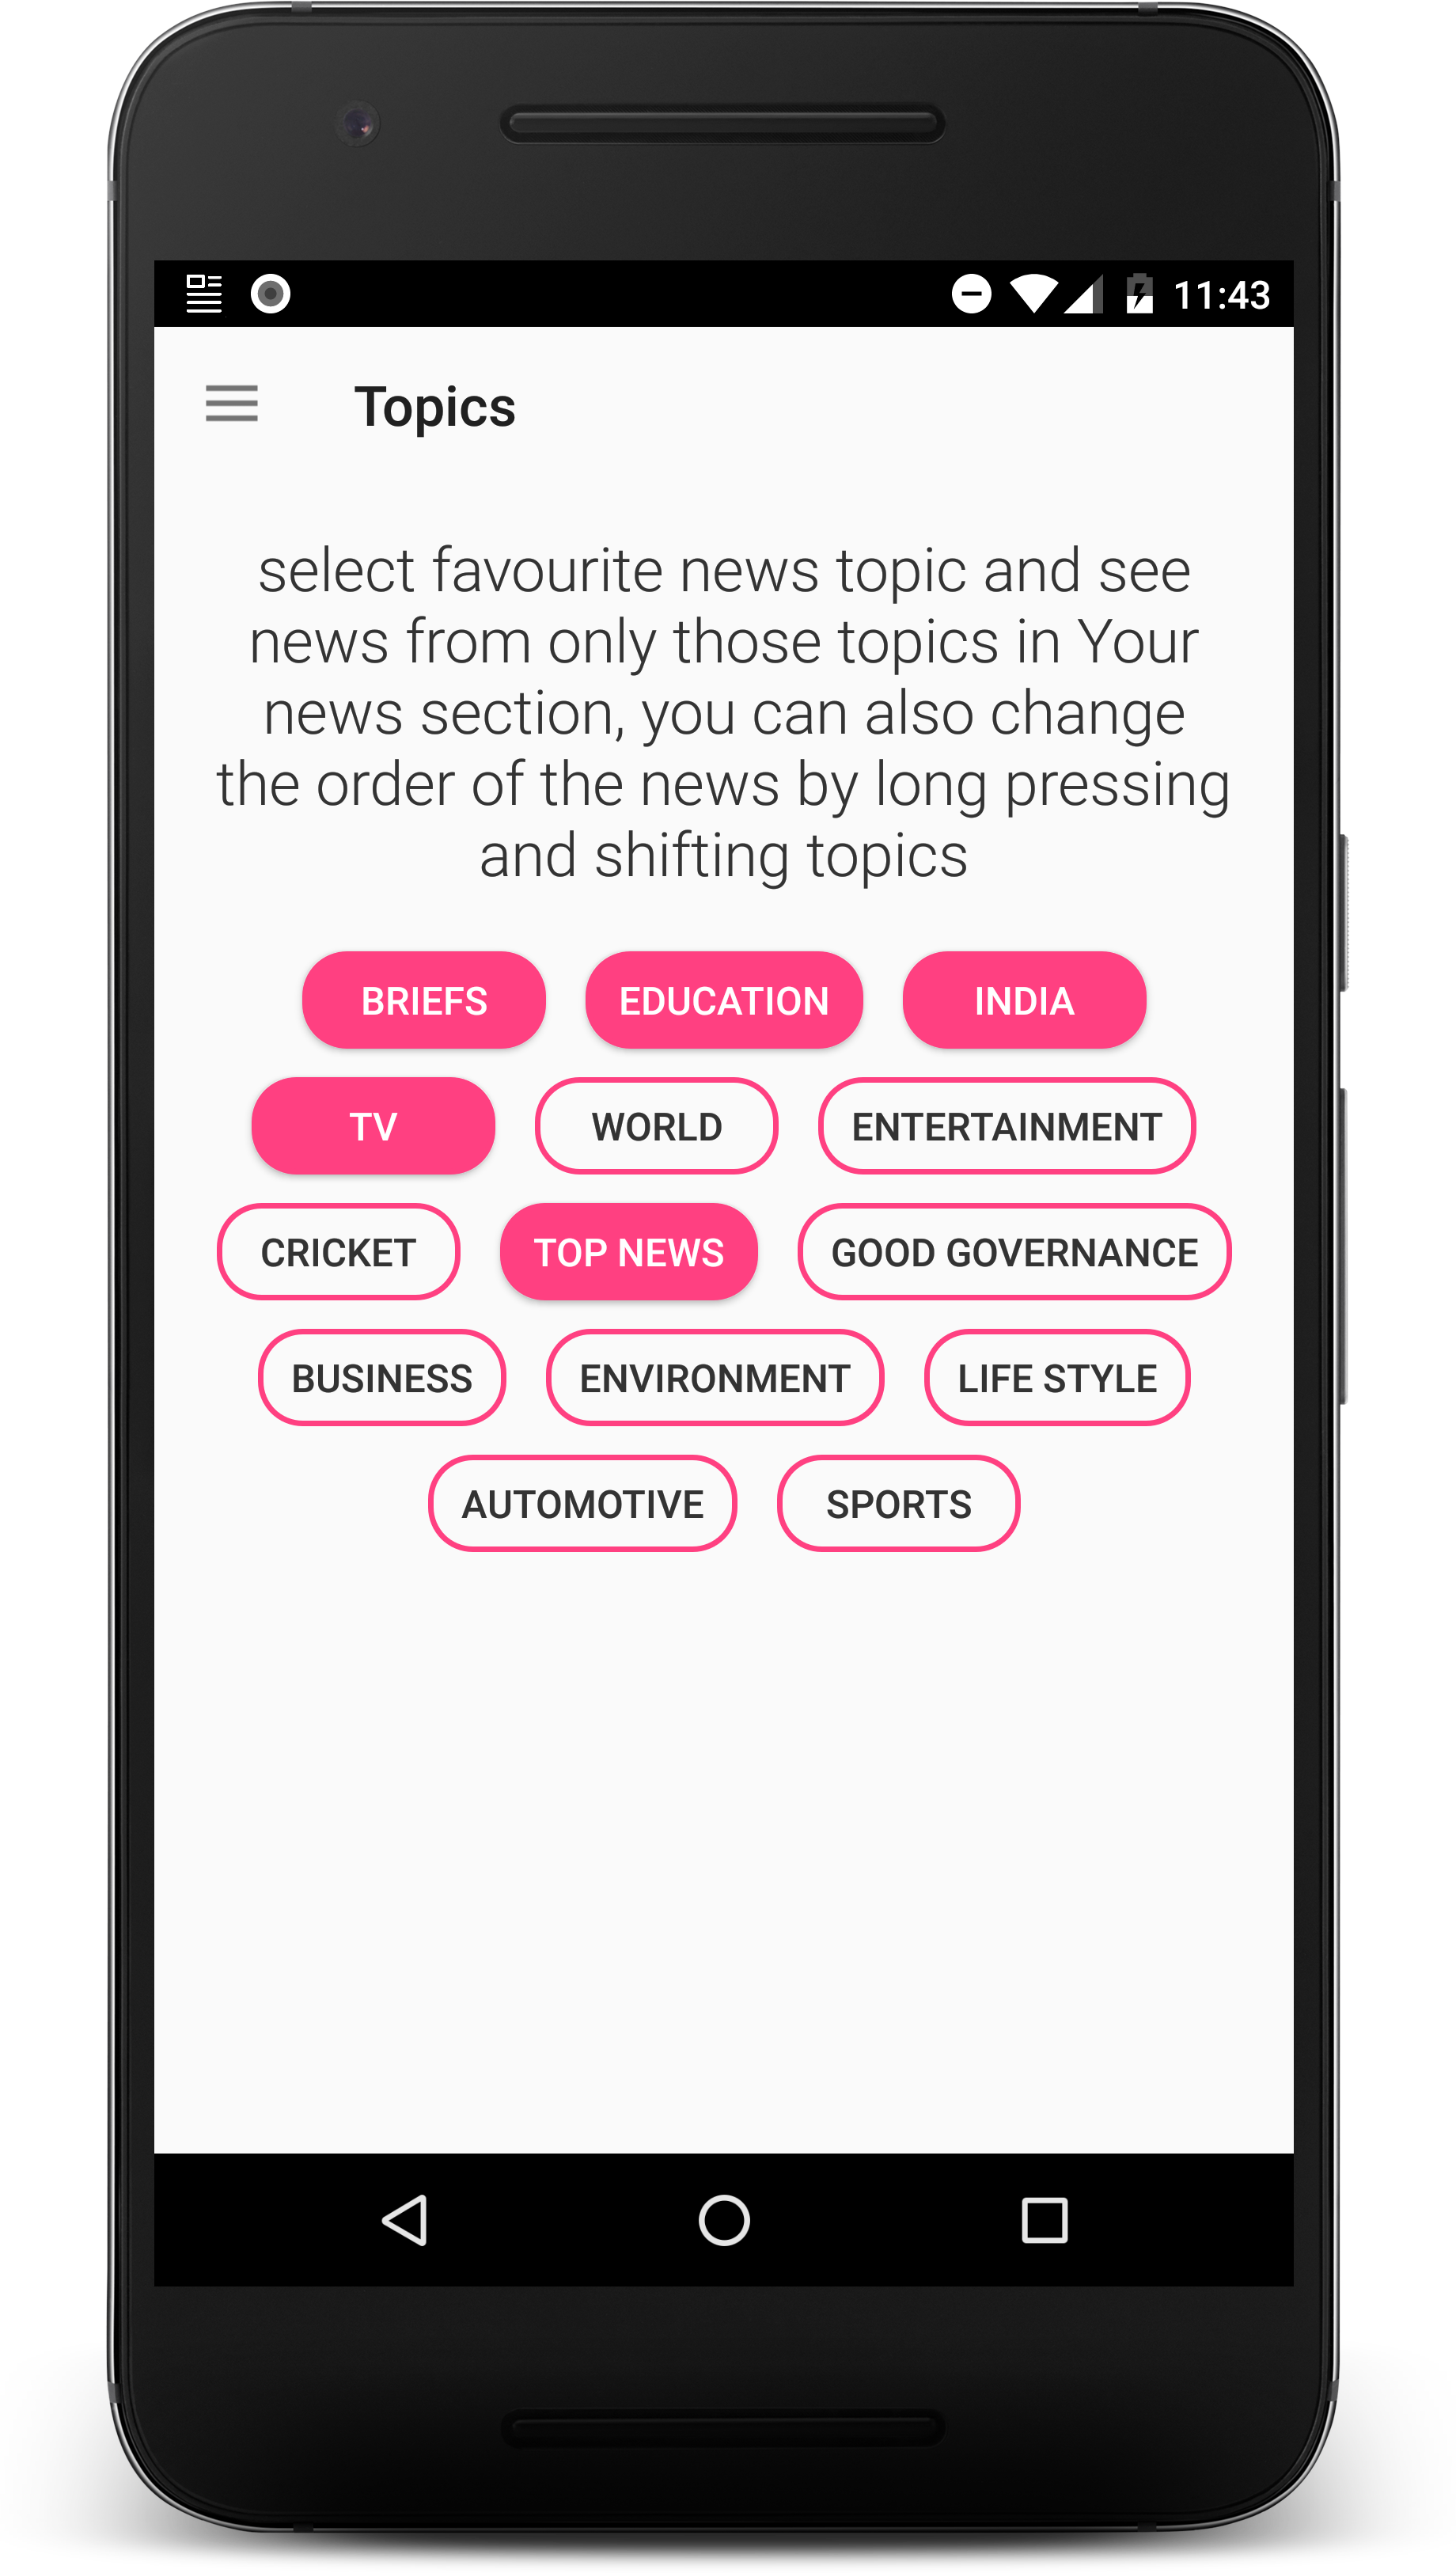 11:43
Topics
select favourite news topic and see
news from only those topics in Your
news section, you can also change
the order of the news by long pressing
and shifting topics
BRIEFS EDUCATION INDIA
TV WORLD ENTERTAINMENT
CRICKET TOP NEWS GOOD GOVERNANCE
BUSINESS ENVIRONMENT LIFE STYLE
AUTOMOTIVE SPORTS